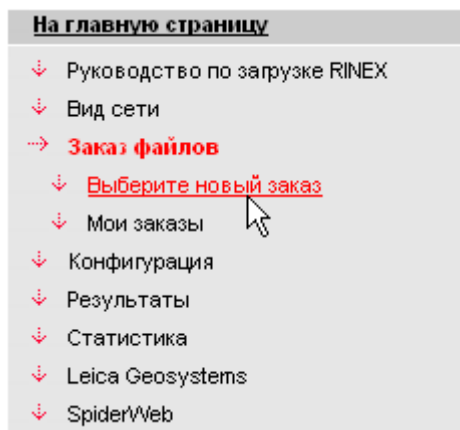 На главную страницу
Руководство по загрузке RINEX
Вид сети
Заказ файлов
Выберите новый заказ
Мои заказы
Конфигурация
Результаты
Статистика
Leica Geosystems
SpiderWeb